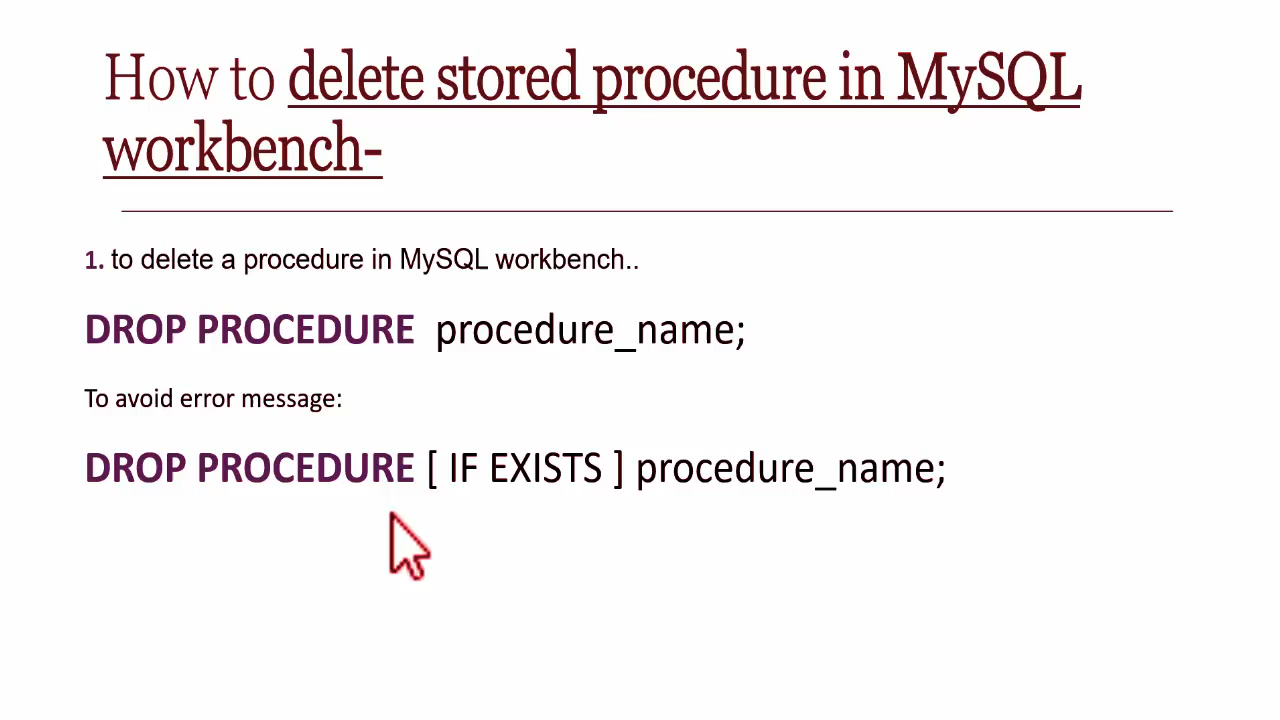 How to delete stored procedure in MySQL
workbench-
1. to delete a procedure in MySQL workbench..
DROP PROCEDURE procedure_name;
To avoid error message:
DROP PROCEDURE [ IF EXISTS ] procedure_name;